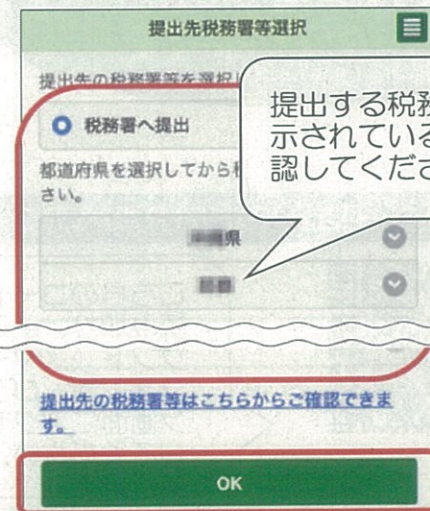 提出先税務署等選択
提出先の税務署等を選択し
税務署へ提出
都道府県を選択してから
さい。
県
提出する税務
示されている
認してくださ
提出先の税務署等はこちらからご確認できま
す。
OK